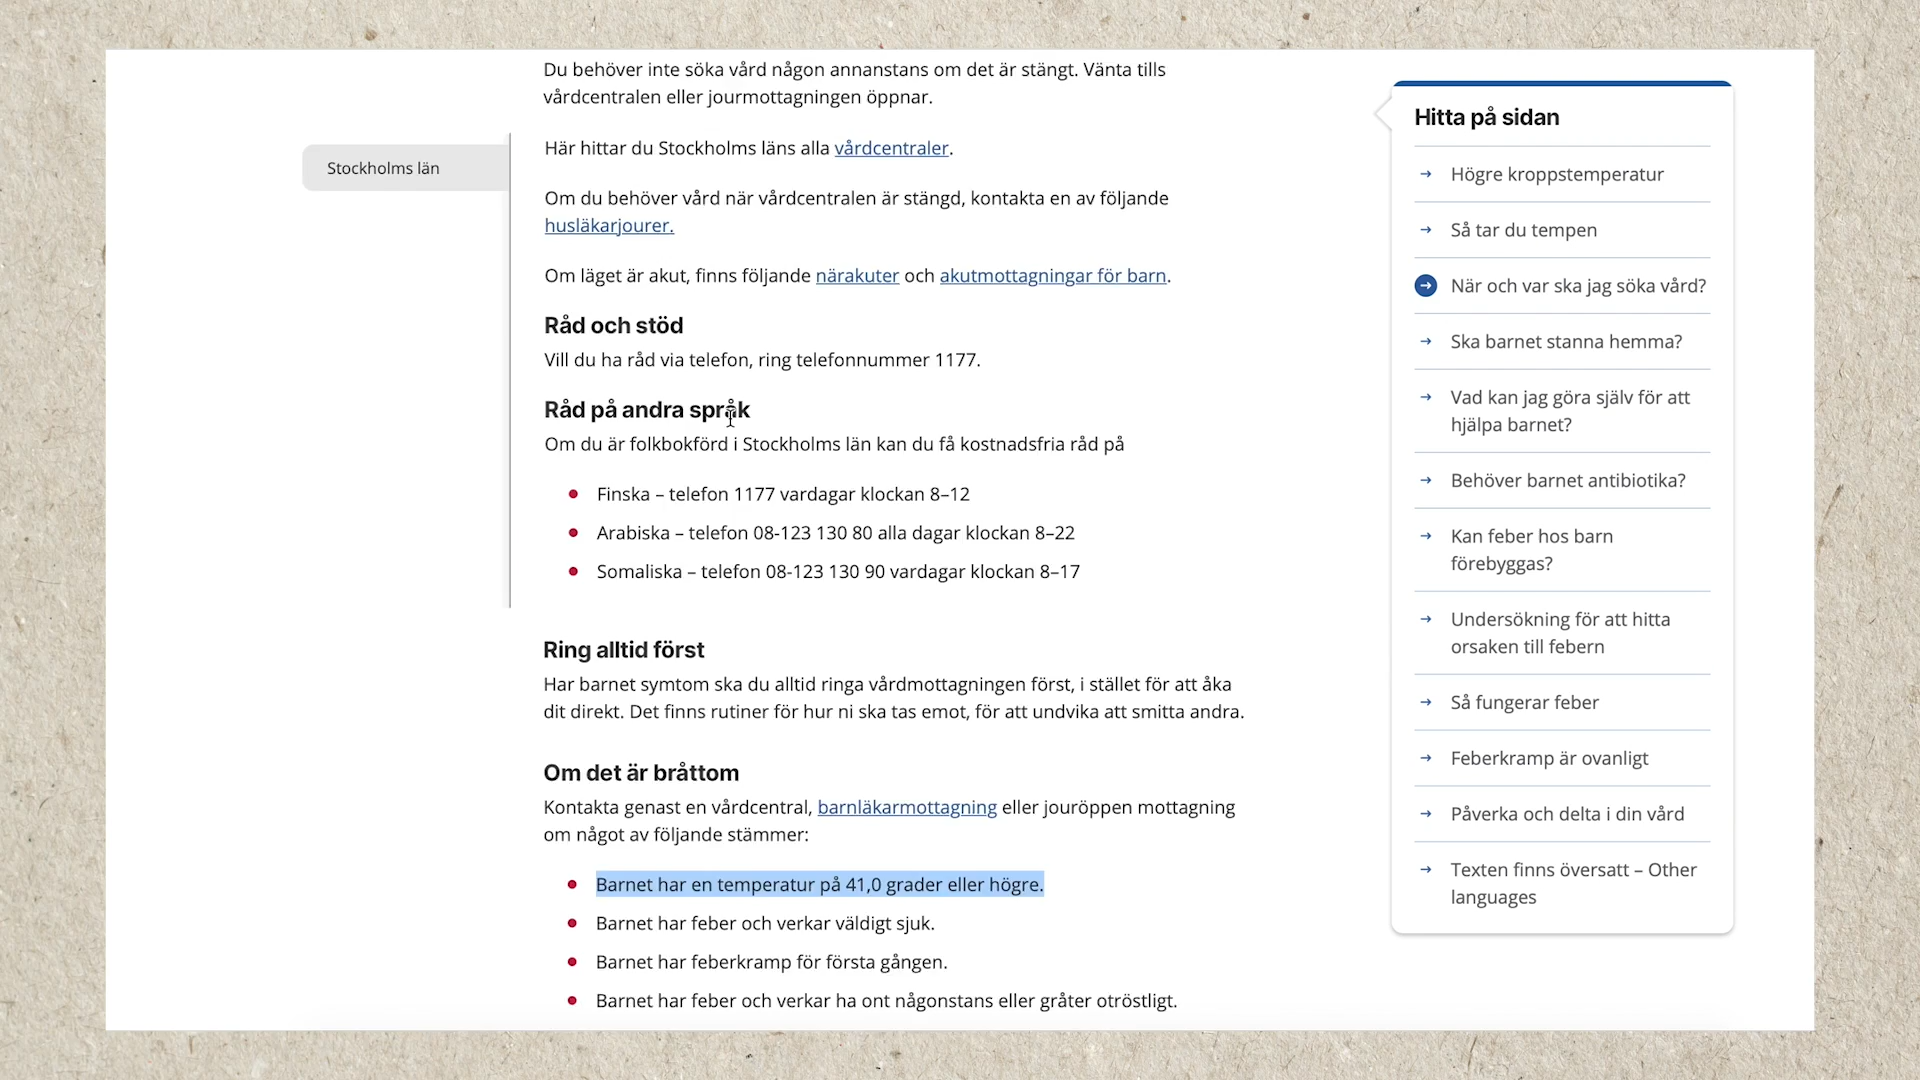 Du behöver inte söka vård någon annanstans om det är stängt. Vänta tills
vårdcentralen eller jourmottagningen öppnar.
Stockholms län
Här hittar du Stockholms läns alla vårdcentraler.
Om du behöver vård när vårdcentralen är stängd, kontakta en av följande
husläkarjourer.
Om läget är akut, finns följande närakuter och akutmottagningar för barn.
Råd och stöd
Vill du ha råd via telefon, ring telefonnummer 1177.
Råd på andra språk
Om du är folkbokförd i Stockholms län kan du få kostnadsfria råd på
Finska – telefon 1177 vardagar klockan 8–12
Arabiska – telefon 08-123 130 80 alla dagar klockan 8–22
Somaliska – telefon 08-123 130 90 vardagar klockan 8–17
Ring alltid först
Har barnet symtom ska du alltid ringa vårdmottagningen först, i stället för att åka
dit direkt. Det finns rutiner för hur ni ska tas emot, för att undvika att smitta andra.
Om det är bråttom
Kontakta genast en vårdcentral, barnläkarmottagning eller jouröppen mottagning
om något av följande stämmer:
Barnet har en temperatur på 41,0 grader eller högre.
Barnet har feber och verkar väldigt sjuk.
Barnet har feberkramp för första gången.
Barnet har feber och verkar ha ont någonstans eller gråter otröstligt.
Hitta på sidan
Högre kroppstemperatur
Så tar du tempen
När och var ska jag söka vård?
Ska barnet stanna hemma?
Vad kan jag göra själv för att
hjälpa barnet?
Behöver barnet antibiotika?
Kan feber hos barn
förebyggas?
Undersökning för att hitta
orsaken till febern
Så fungerar feber
Feberkramp är ovanligt
Påverka och delta i din vård
Texten finns översatt – Other
languages